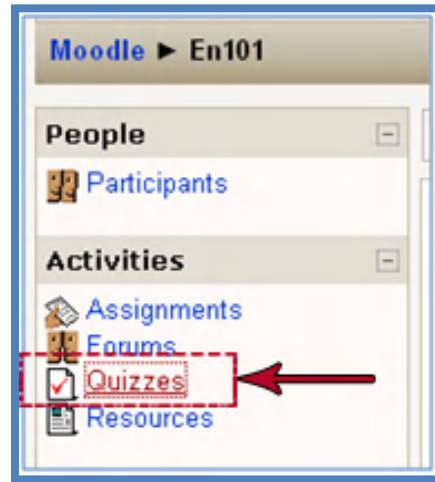 Moodle ► En101
People
Participants
Activities
Assignments
Forums
Quizzes
Resources